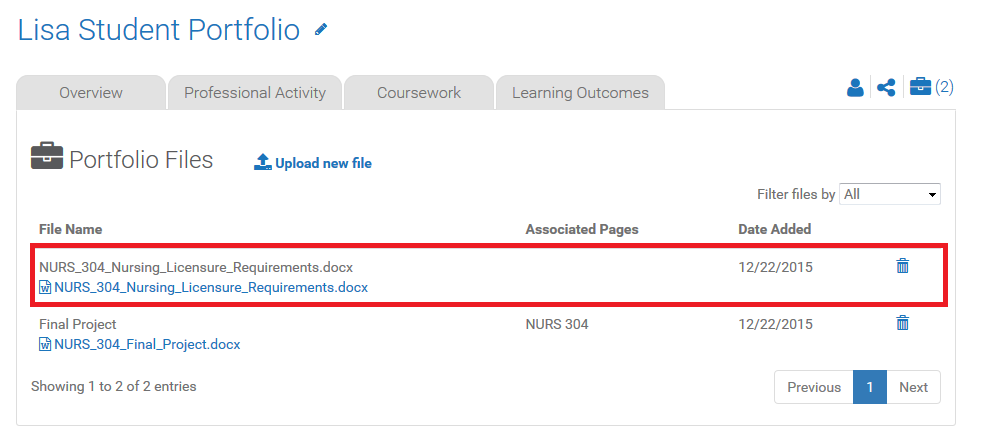 Lisa Student Portfolio
Overview Professional Activity Coursework Learning Outcomes (2)
Portfolio Files Upload new file
Filter files by All
File Name Associated Pages Date Added
NURS_304_Nursing_Licensure_Requirements.docx 12/22/2015
NURS_304_Nursing_Licensure_Requirements.docx
Final Project NURS 304 12/22/2015
NURS_304_Final_Project.docx
Showing 1 to 2 of 2 entries Previous 1 Next